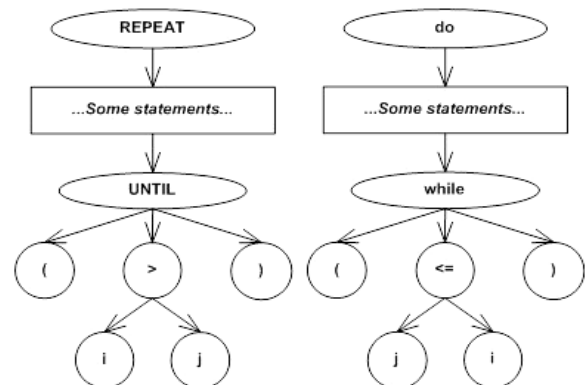 REPEAT
...Some statements...
UNTIL
( > )
i j
do
...Some statements...
while
( <= )
j i